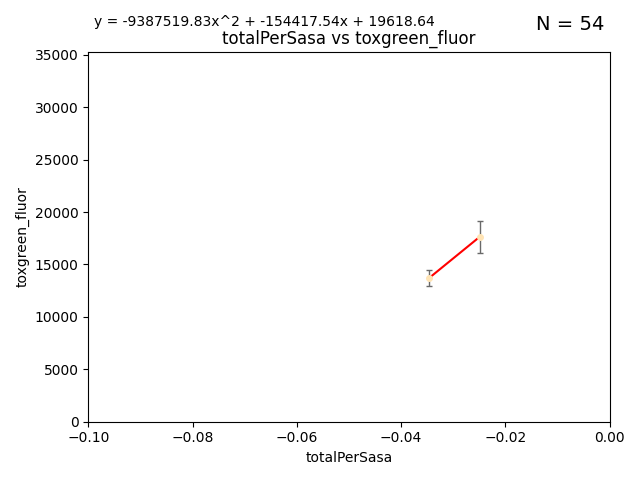 y = -9387519.83x^2 + -154417.54x + 19618.64
N = 54
totalPerSasa vs toxgreen_fluor
35000
30000
25000
20000
15000
10000
5000
0
toxgreen_fluor
−0.10 −0.08 −0.06 −0.04 −0.02 0.00
totalPerSasa